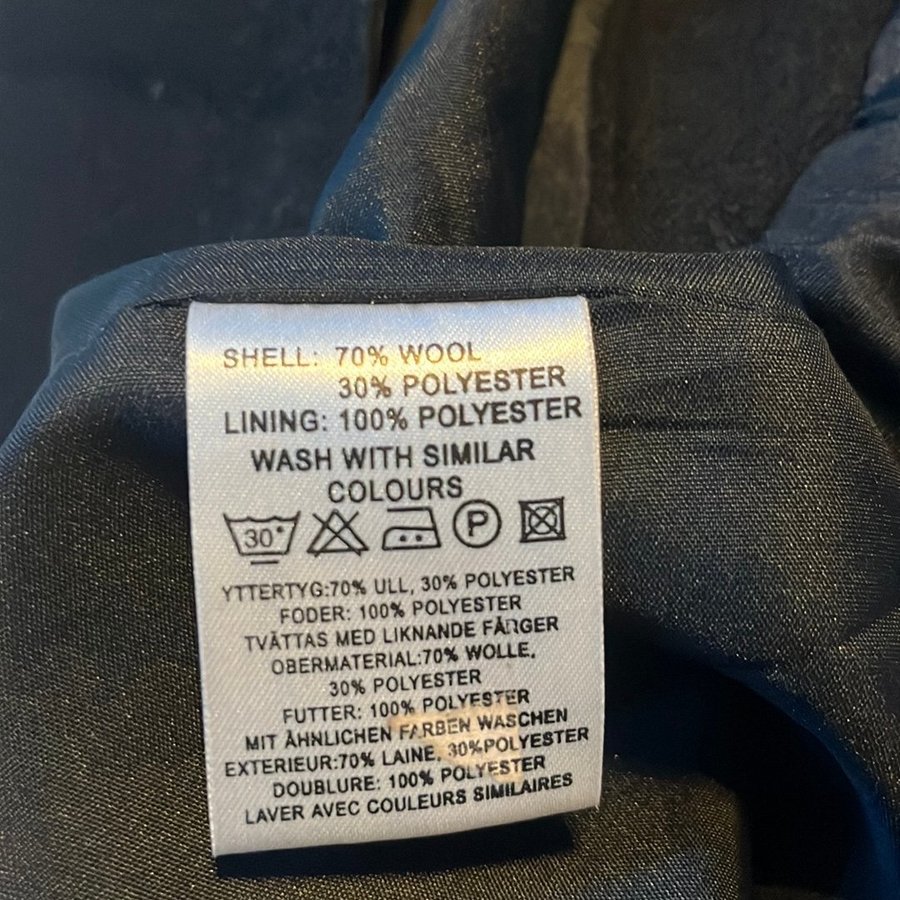 SHELL: 70% WOOL
30% POLYESTER
LINING: 100% POLYESTER
WASH WITH SIMILAR
COLOURS
30° P
YTTERTYG:70% ULL, 30% POLYESTER
FODER: 100% POLYESTER
TVÄTTAS MED LIKNANDE FÄRGER
OBERMATERIAL:70% WOLLE,
30% POLYESTER
FUTTER: 100% POLYESTER
MIT ÄHNLICHEN FARBEN WASCHEN
EXTERIEUR:70% LAINE, 30%POLYESTER
DOUBLURE: 100% POLYESTER
LAVER AVEC COULEURS SIMILAIRES